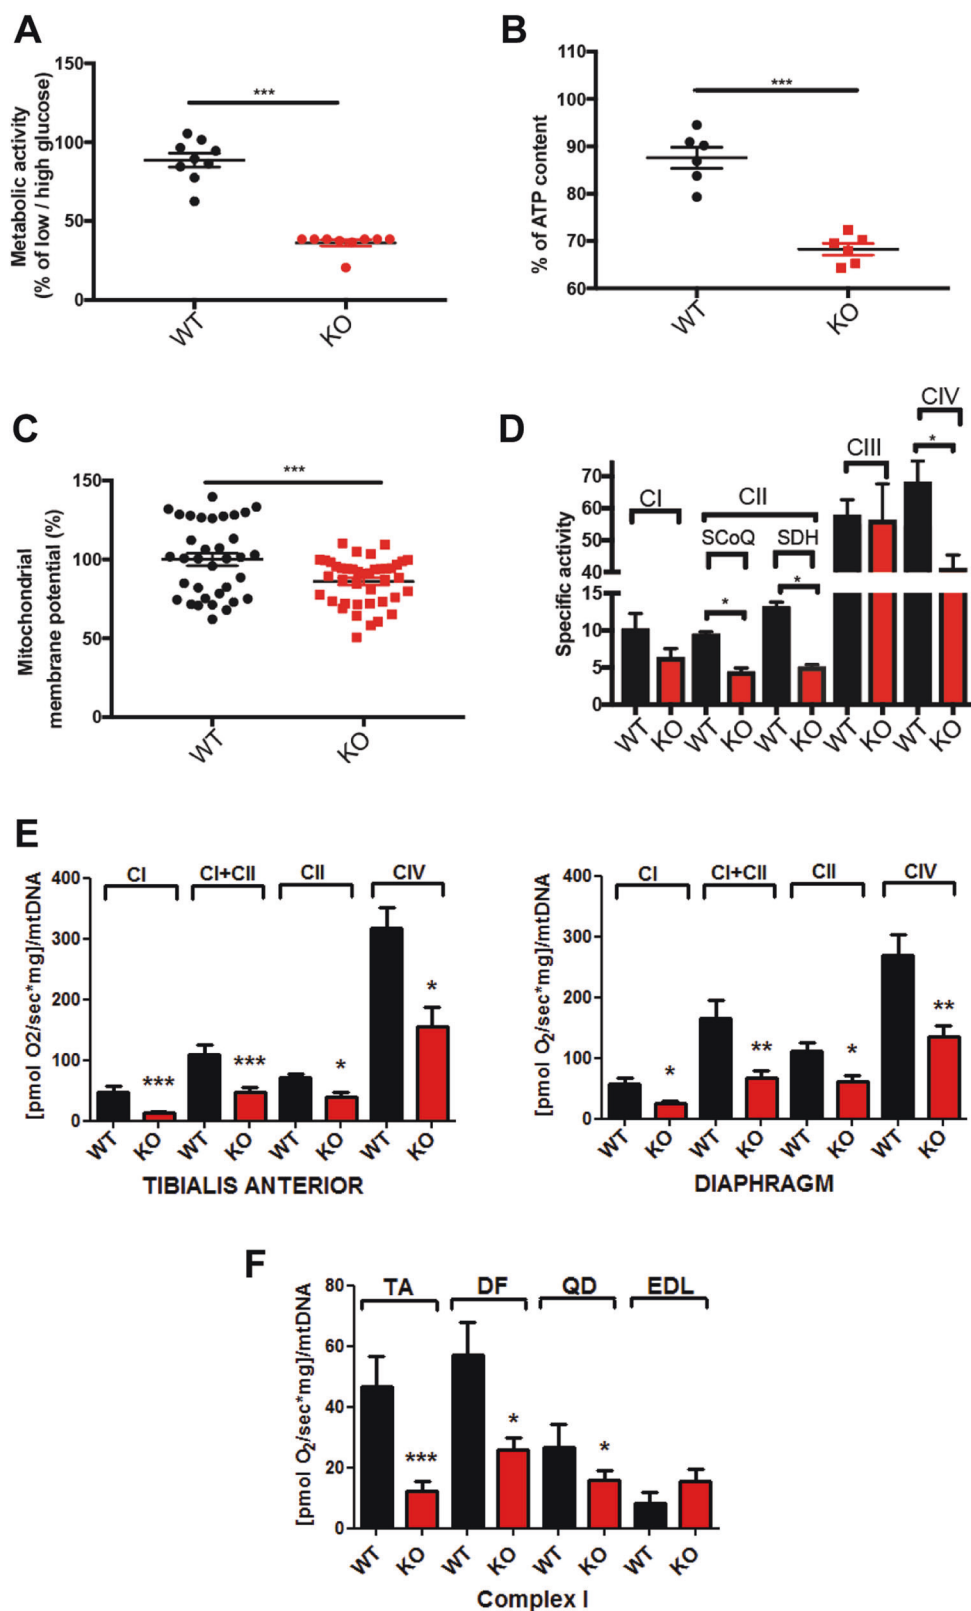 A
Metabolic activity
(% of low / high glucose)
150
100
50
0
***
WT
KO
B
% of ATP content
110
100
90
80
70
60
***
WT
KO
C
Mitochondrial
membrane potential (%)
150
100
50
0
***
WT
KO
D
Specific activity
70
60
50
40
15
10
5
0
CI
CII
SCoQ
SDH
CIII
CIV
*
*
*
WT KO WT KO WT KO WT KO WT KO
E
[pmol O2/sec*mg]/mtDNA
400
300
200
100
0
CI
CI+CII
CII
CIV
***
***
*
*
WT KO WT KO WT KO WT KO
TIBIALIS ANTERIOR
[pmol O₂/sec*mg]/mtDNA
400
300
200
100
0
CI
CI+CII
CII
CIV
*
**
*
**
WT KO WT KO WT KO WT KO
DIAPHRAGM
F
[pmol O₂/sec*mg]/mtDNA
80
60
40
20
0
TA
DF
QD
EDL
***
*
*
WT KO WT KO WT KO WT KO
Complex I